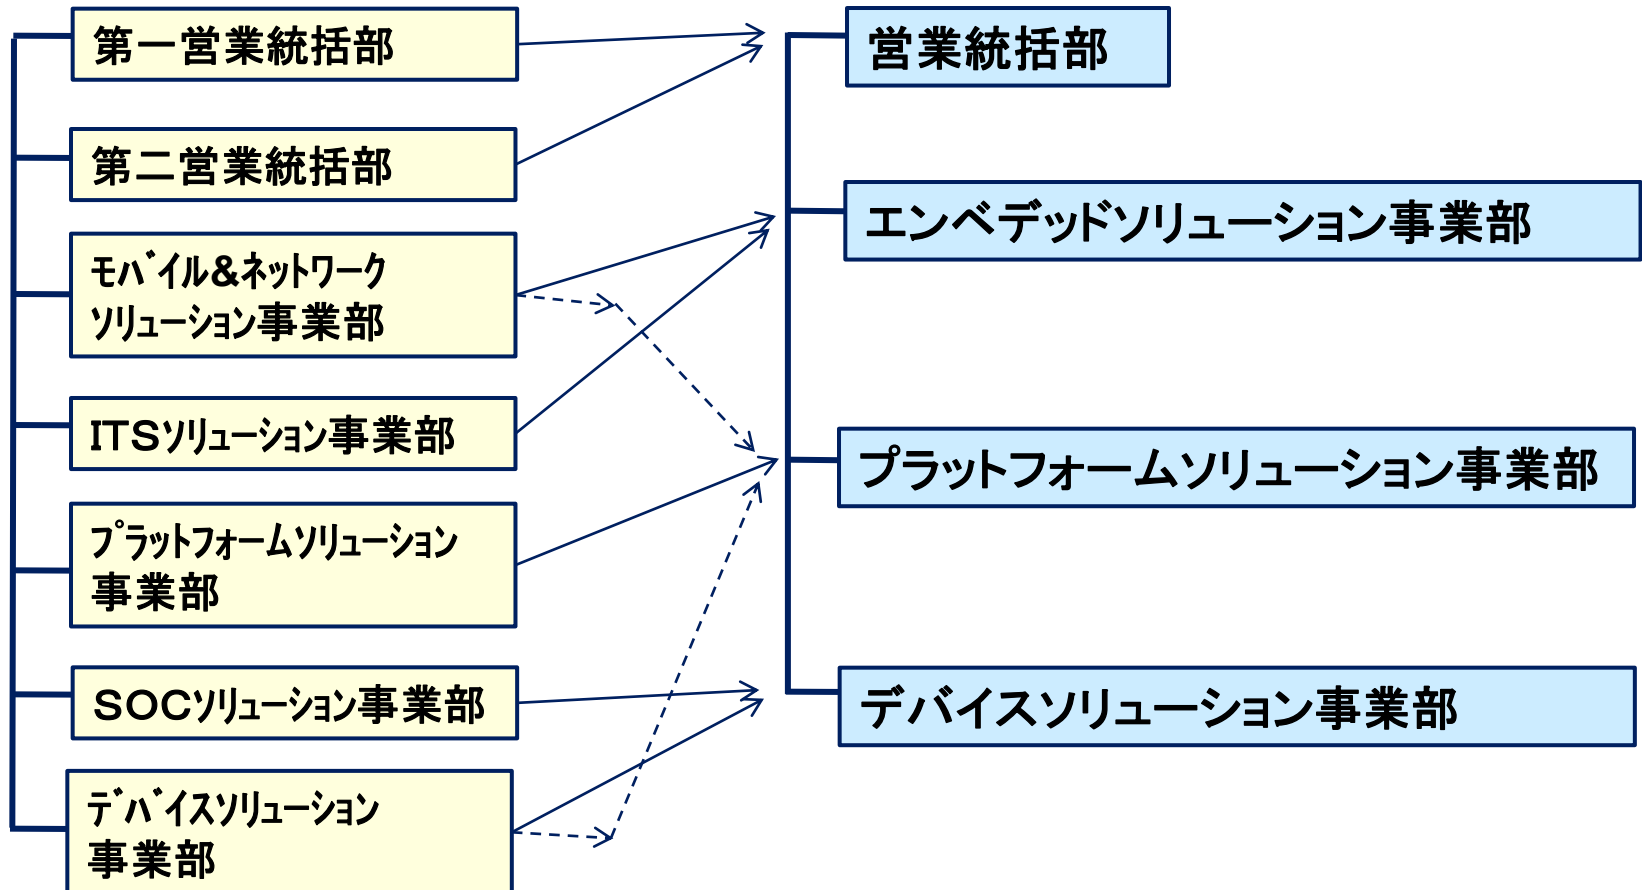 第一営業統括部
第二営業統括部
ﾓﾊﾞｲﾙ&ﾈｯﾄﾜｰｸ
ｿﾘｭｰｼｮﾝ事業部
ＩＴＳｿﾘｭｰｼｮﾝ事業部
ﾌﾟﾗｯﾄﾌｫｰﾑｿﾘｭｰｼｮﾝ
事業部
ＳＯＣｿﾘｭｰｼｮﾝ事業部
ﾃﾞﾊﾞｲｽｿﾘｭｰｼｮﾝ
事業部
営業統括部
エンベデッドソリューション事業部
プラットフォームソリューション事業部
デバイスソリューション事業部